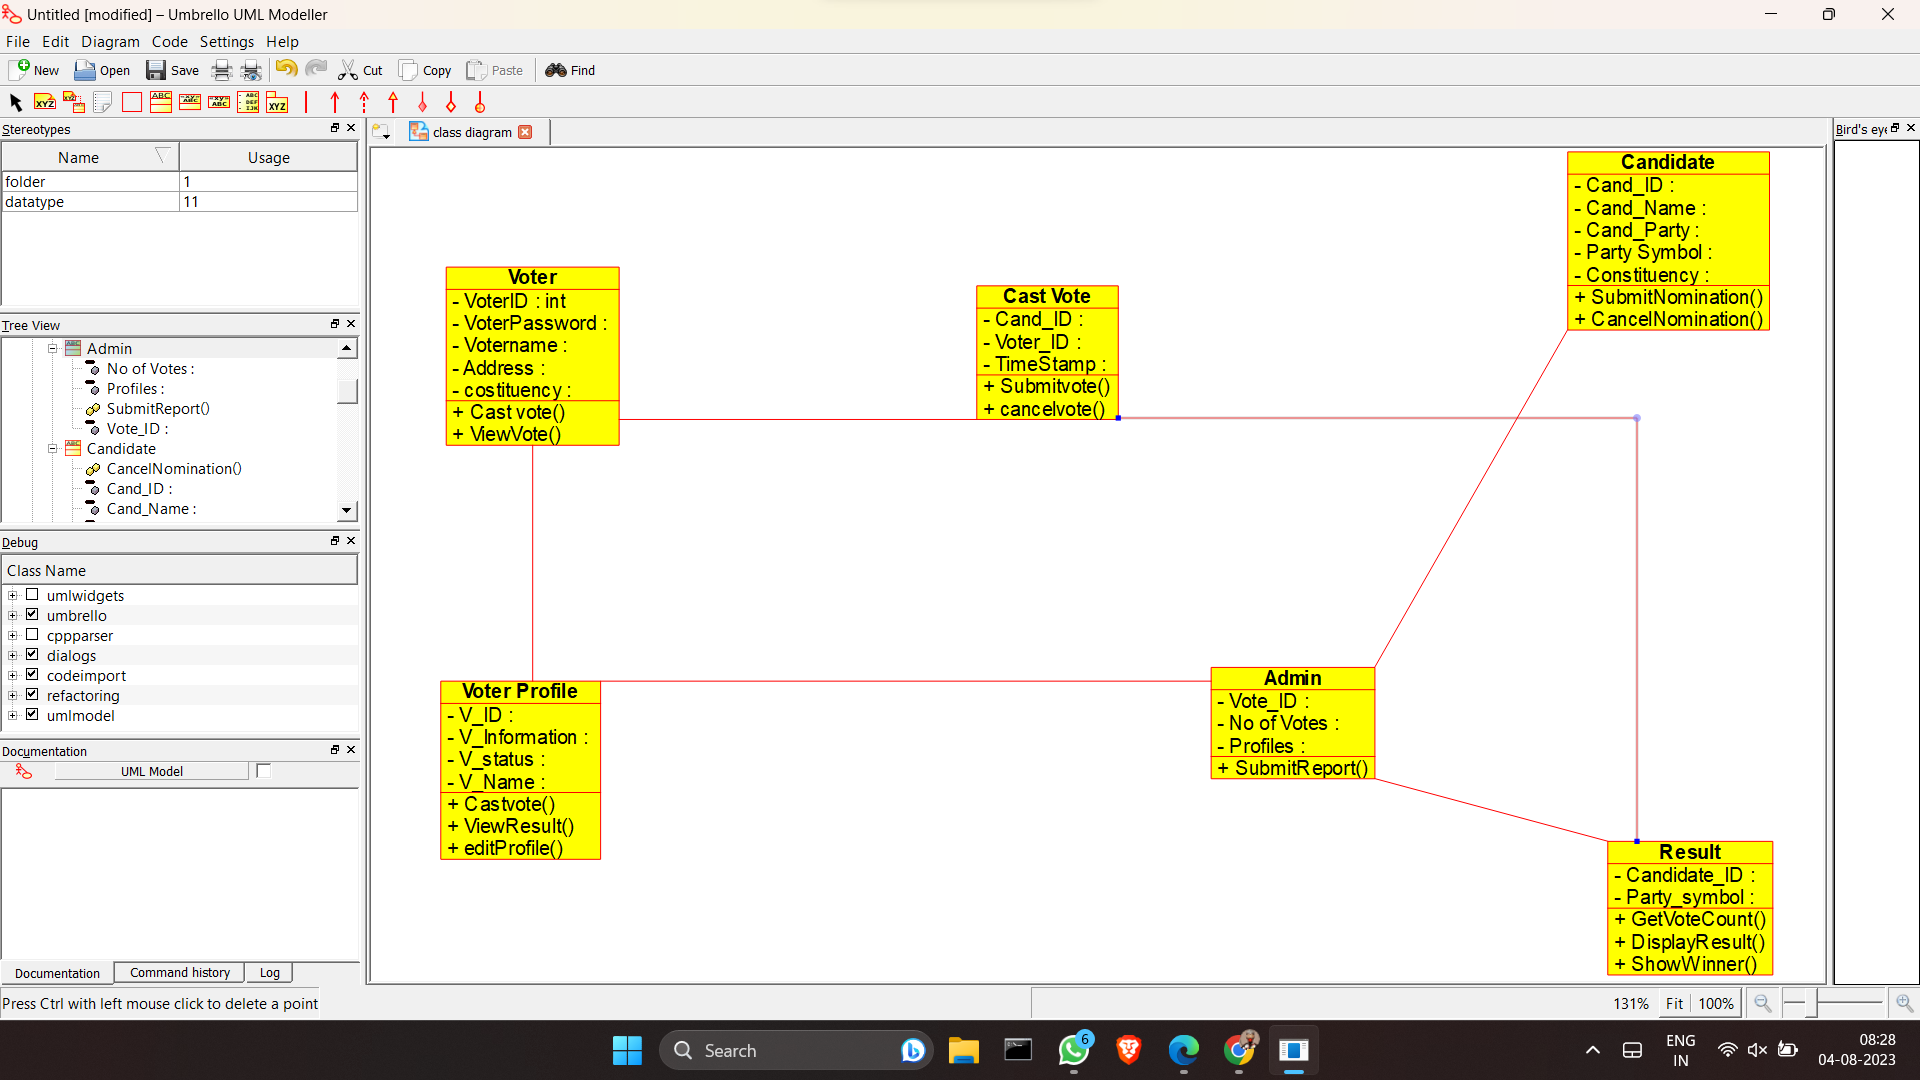 Untitled [modified] – Umbrello UML Modeller
File Edit Diagram Code Settings Help
New Open Save Cut Copy Paste Find
Stereotypes
Name Usage
folder 1
datatype 11
Tree View
Admin
No of Votes :
Profiles :
SubmitReport()
Vote_ID :
Candidate
CancelNomination()
Cand_ID :
Cand_Name :
Debug
Class Name
umlwidgets
umbrello
cppparser
dialogs
codeimport
refactoring
umlmodel
Documentation
UML Model
Documentation Command history Log
Press Ctrl with left mouse click to delete a point
class diagram
Bird's eye
Voter
- VoterID : int
- VoterPassword :
- Votername :
- Address :
- costituency :
+ Cast vote()
+ ViewVote()
Cast Vote
- Cand_ID :
- Voter_ID :
- TimeStamp :
+ Submitvote()
+ cancelvote()
Candidate
- Cand_ID :
- Cand_Name :
- Cand_Party :
- Party Symbol :
- Constituency :
+ SubmitNomination()
+ CancelNomination()
Voter Profile
- V_ID :
- V_Information :
- V_status :
- V_Name :
+ Castvote()
+ ViewResult()
+ editProfile()
Admin
- Vote_ID :
- No of Votes :
- Profiles :
+ SubmitReport()
Result
- Candidate_ID :
- Party_symbol :
+ GetVoteCount()
+ DisplayResult()
+ ShowWinner()
131% Fit 100%
Search
6
ENG
IN
08:28
04-08-2023